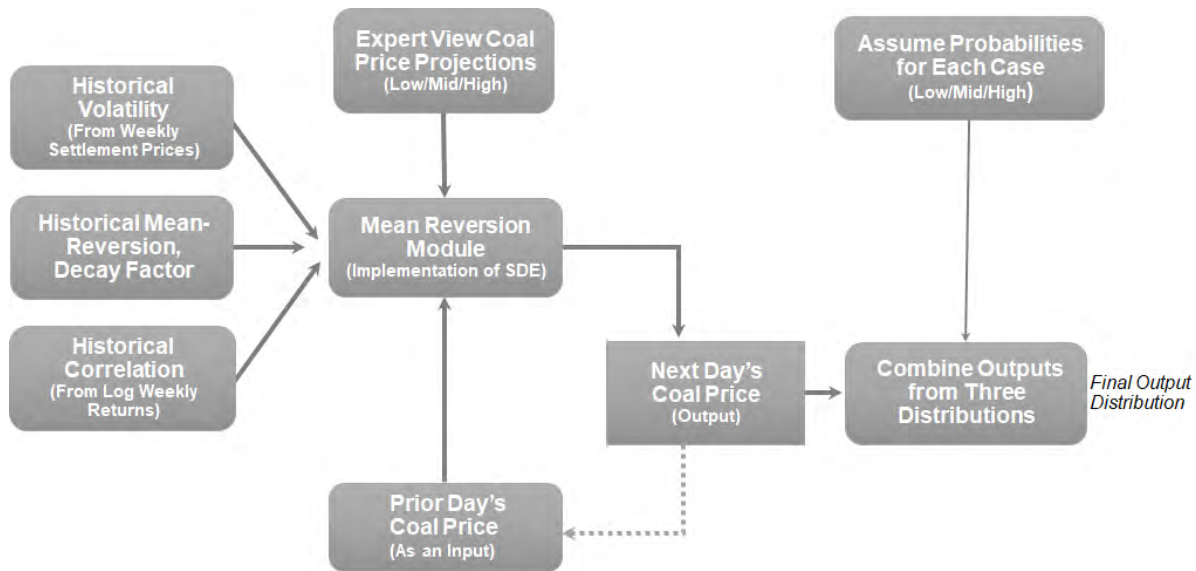 Expert View Coal
Price Projections
(Low/Mid/High)
Assume Probabilities
for Each Case
(Low/Mid/High)
Historical
Volatility
(From Weekly
Settlement Prices)
Historical Mean-
Reversion,
Decay Factor
Mean Reversion
Module
(Implementation of SDE)
Historical
Correlation
(From Log Weekly
Returns)
Next Day's
Coal Price
(Output)
Combine Outputs
from Three
Distributions
Final Output
Distribution
Prior Day's
Coal Price
(As an Input)